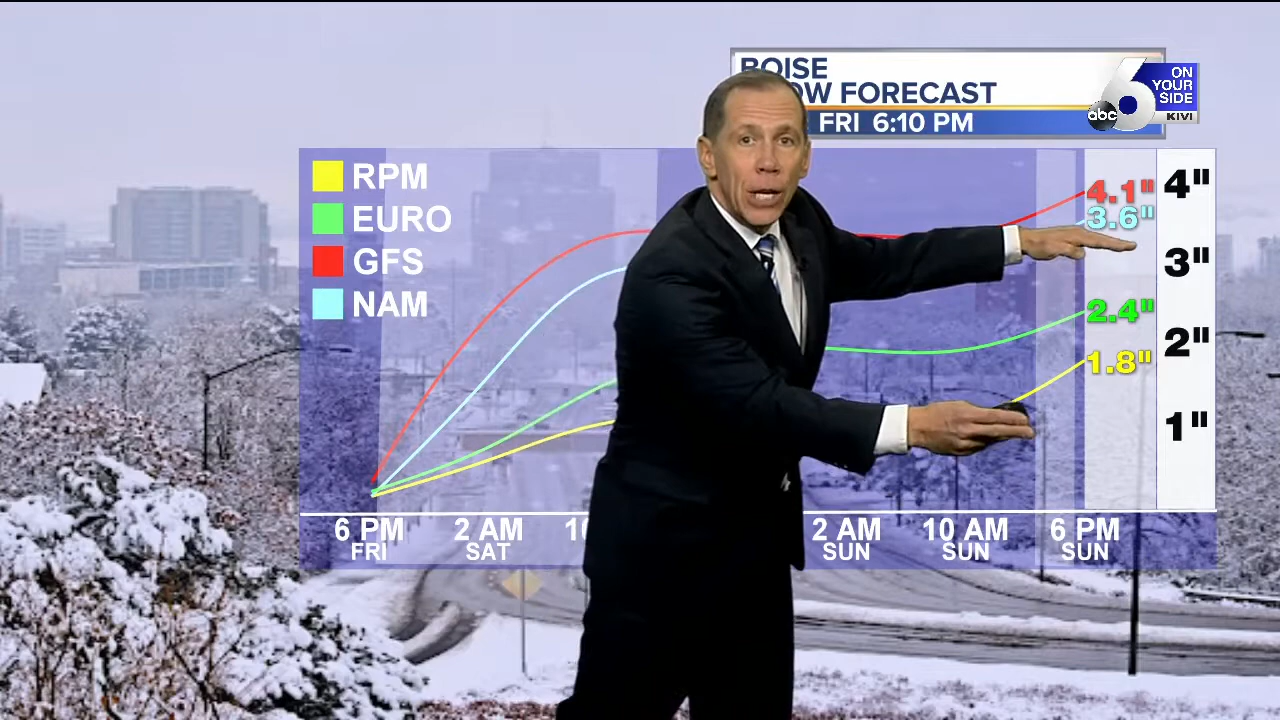 BOISE
OW FORECAST
FRI 6:10 PM
abc 6 ON
YOUR
SIDE
KIVI
RPM
EURO
GFS
NAM
4.1"
3.6"
2.4"
1.8"
4"
3"
2"
1"
6 PM 2 AM 10 2 AM 10 AM 6 PM
FRI SAT SUN SUN SUN